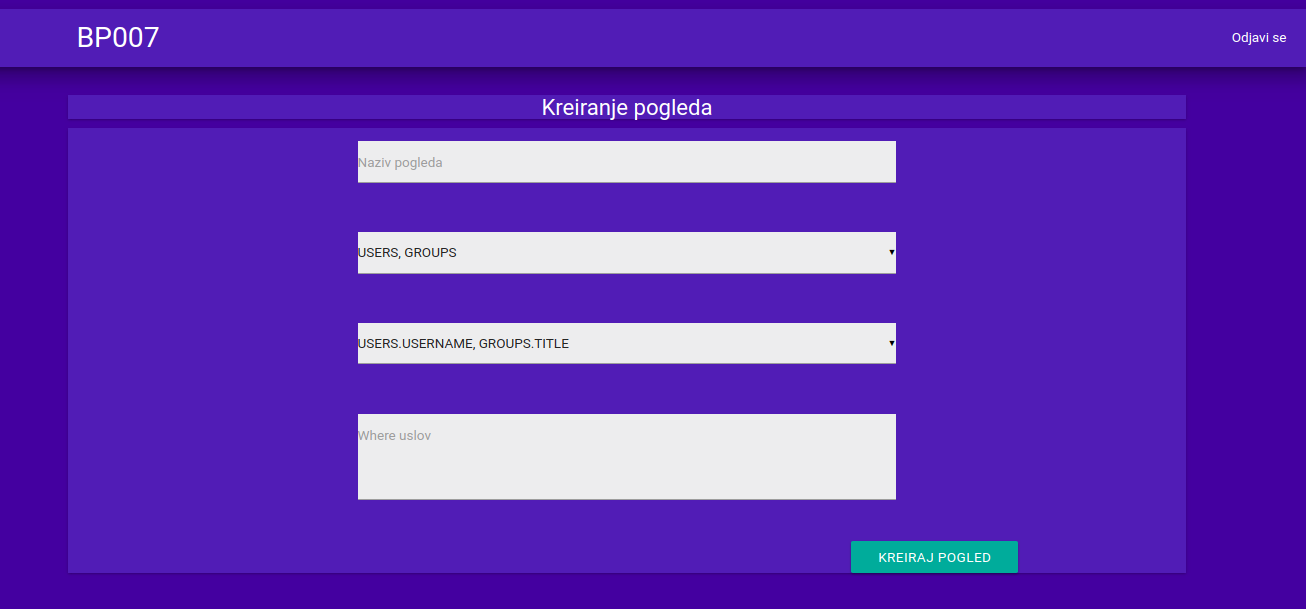 BP007
Odjavi se
Kreiranje pogleda
Naziv pogleda
USERS, GROUPS
USERS.USERNAME, GROUPS.TITLE
Where uslov
KREIRAJ POGLED